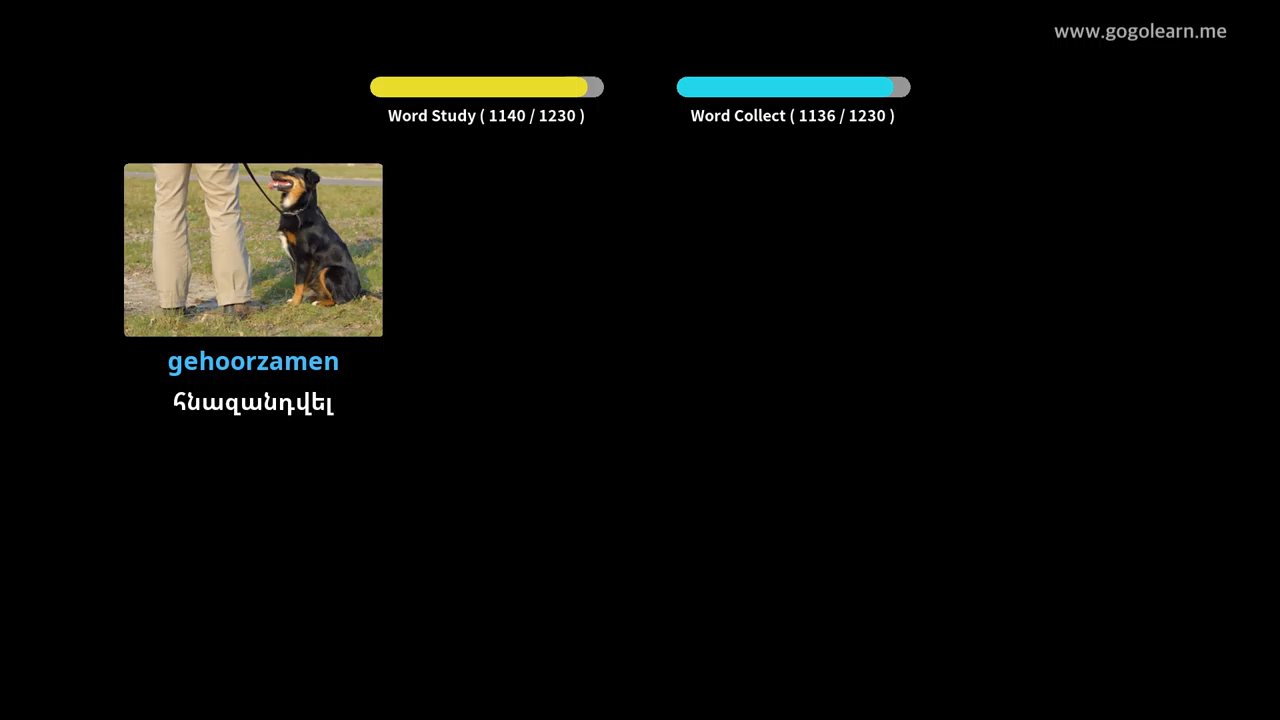 www.gogolearn.me
Word Study ( 1140 / 1230 )
Word Collect ( 1136 / 1230 )
gehoorzamen
հնազանդվել